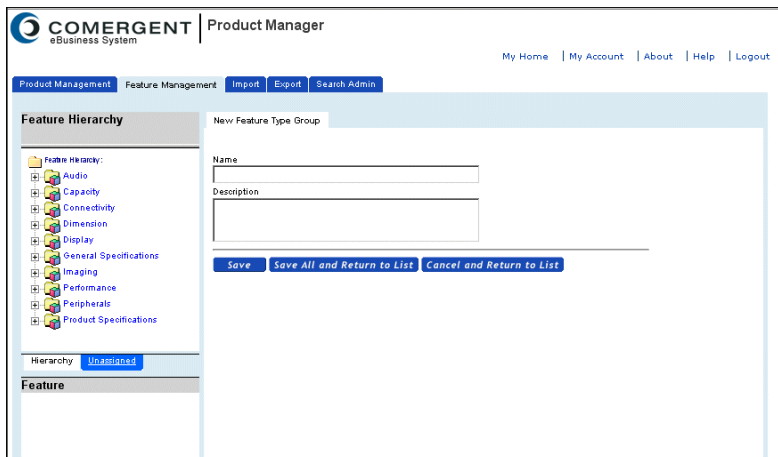 COMERGENT
eBusiness System
Product Manager
My Home | My Account | About | Help | Logout
Product Management Feature Management Import Export Search Admin
Feature Hierarchy
New Feature Type Group
Feature Hierarchy:
Audio
Capacity
Connectivity
Dimension
Display
General Specifications
Imaging
Performance
Peripherals
Product Specifications
Name
Description
Save Save All and Return to List Cancel and Return to List
Hierarchy Unassigned
Feature